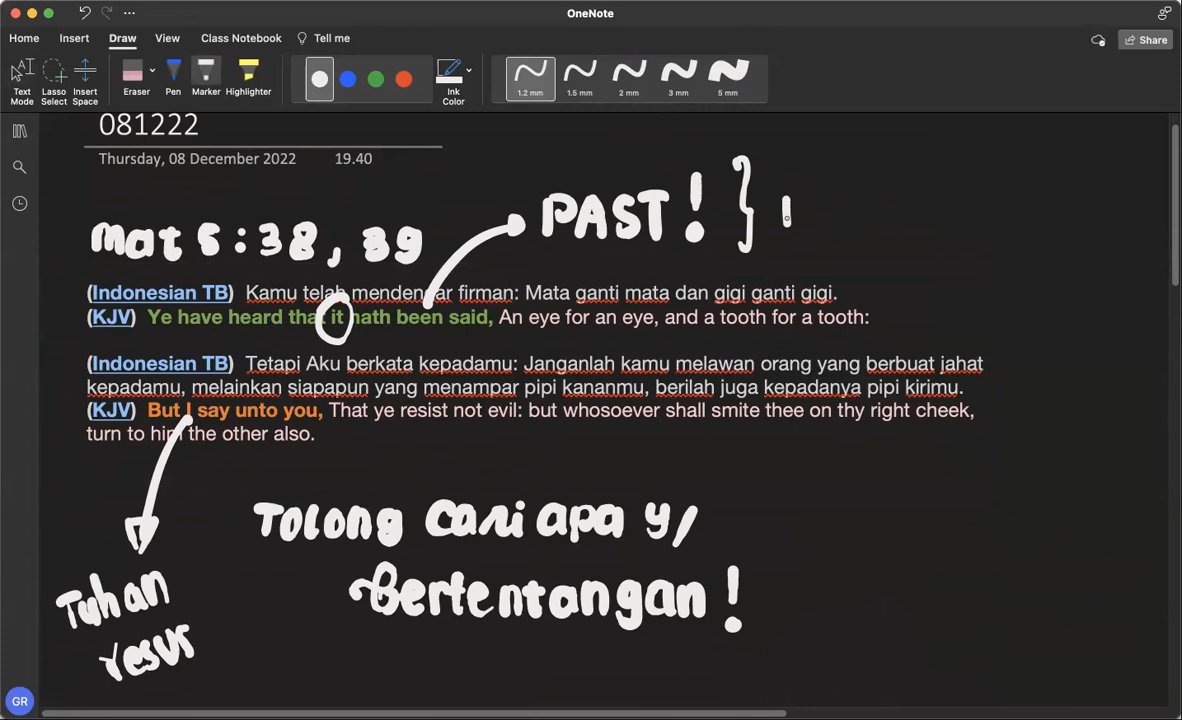 OneNote
Home Insert Draw View Class Notebook Tell me
Share
Text Mode
Lasso Select
Insert Space
Eraser
Pen
Marker
Highlighter
Ink Color
1.2 mm
1.5 mm
2 mm
3 mm
5 mm
081222
Thursday, 08 December 2022 19.40
PAST! }
Mat 5:38, 39
(Indonesian TB) Kamu telah mendengar firman: Mata ganti mata dan gigi ganti gigi.
(KJV) Ye have heard that it hath been said, An eye for an eye, and a tooth for a tooth:
(Indonesian TB) Tetapi Aku berkata kepadamu: Janganlah kamu melawan orang yang berbuat jahat
kepadamu, melainkan siapapun yang menampar pipi kananmu, berilah juga kepadanya pipi kirimu.
(KJV) But I say unto you, That ye resist not evil: but whosoever shall smite thee on thy right cheek,
turn to him the other also.
Tolong Cari apa y/
Bertentangan!
Tuhan
Yesus
GR